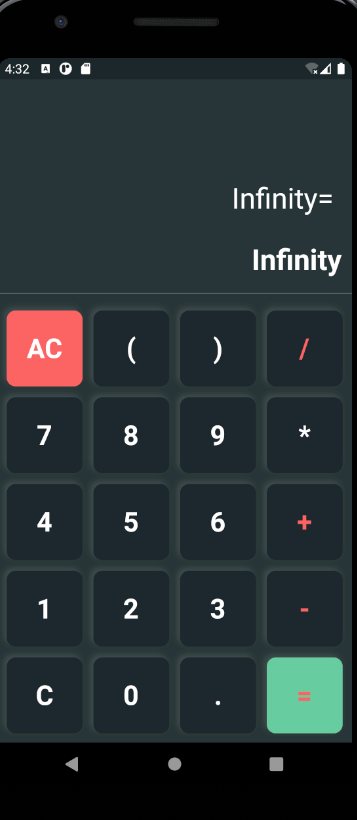 4:32
Infinity=
Infinity
AC ( ) /
7 8 9 *
4 5 6 +
1 2 3 -
C 0 . =